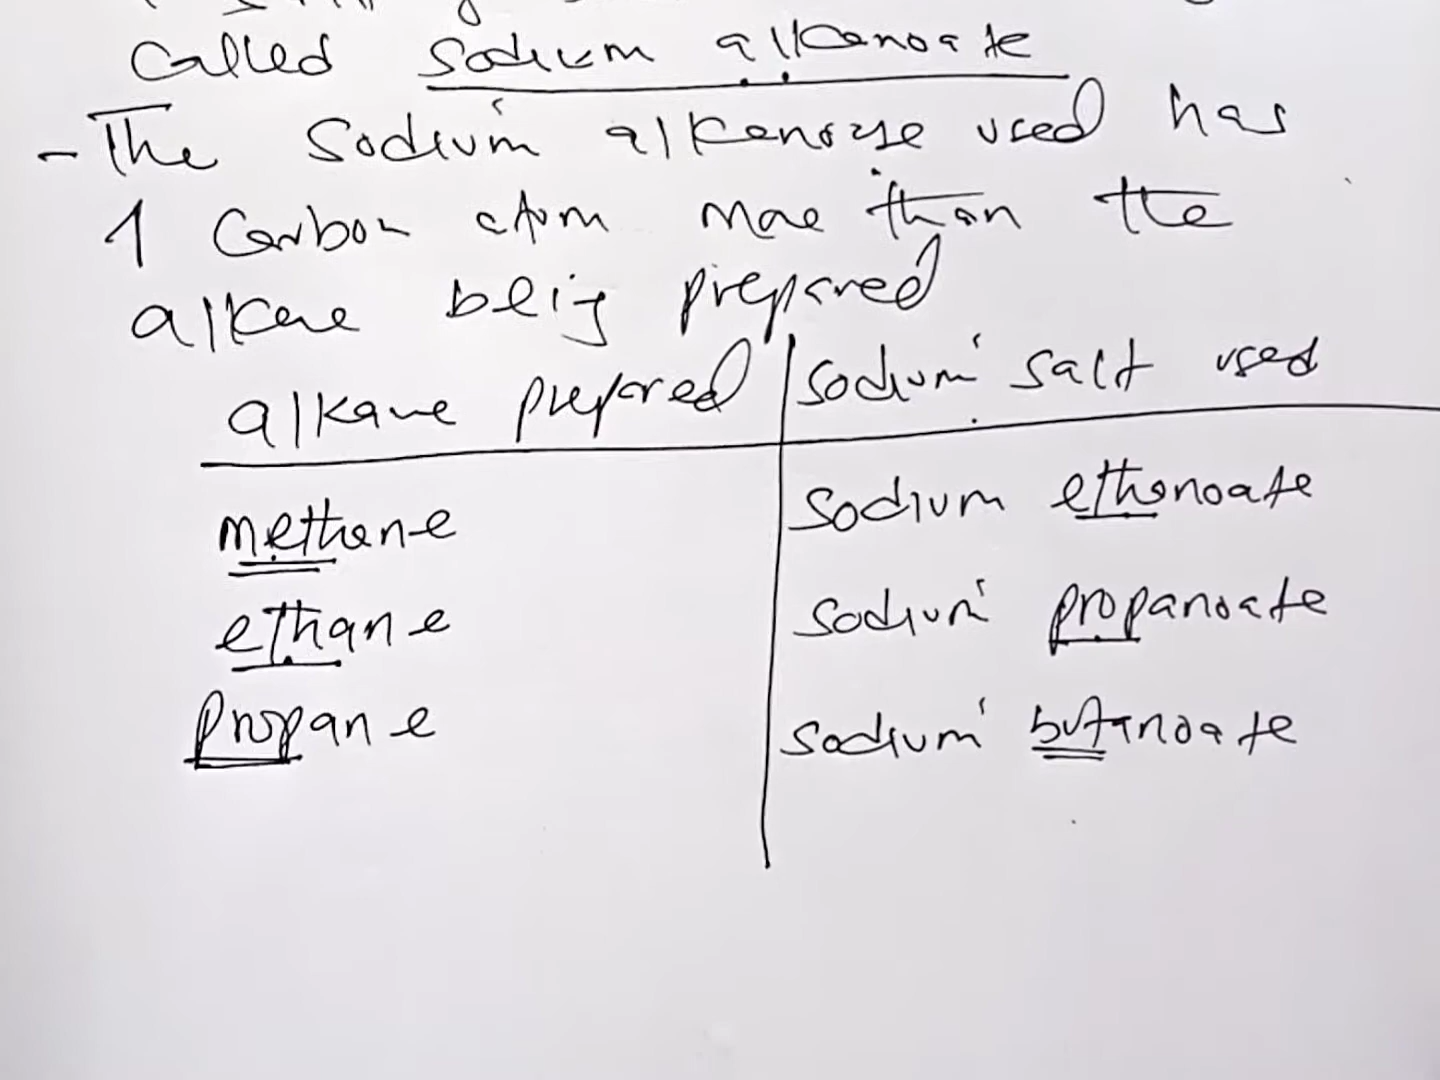 called sodium alkanoate
- The sodium alkanoate used has
1 Carbon atom more than the
alkane being prepared
alkane prepared | sodium salt used
methane | sodium ethanoate
ethane | sodium propanoate
propane | sodium butanoate